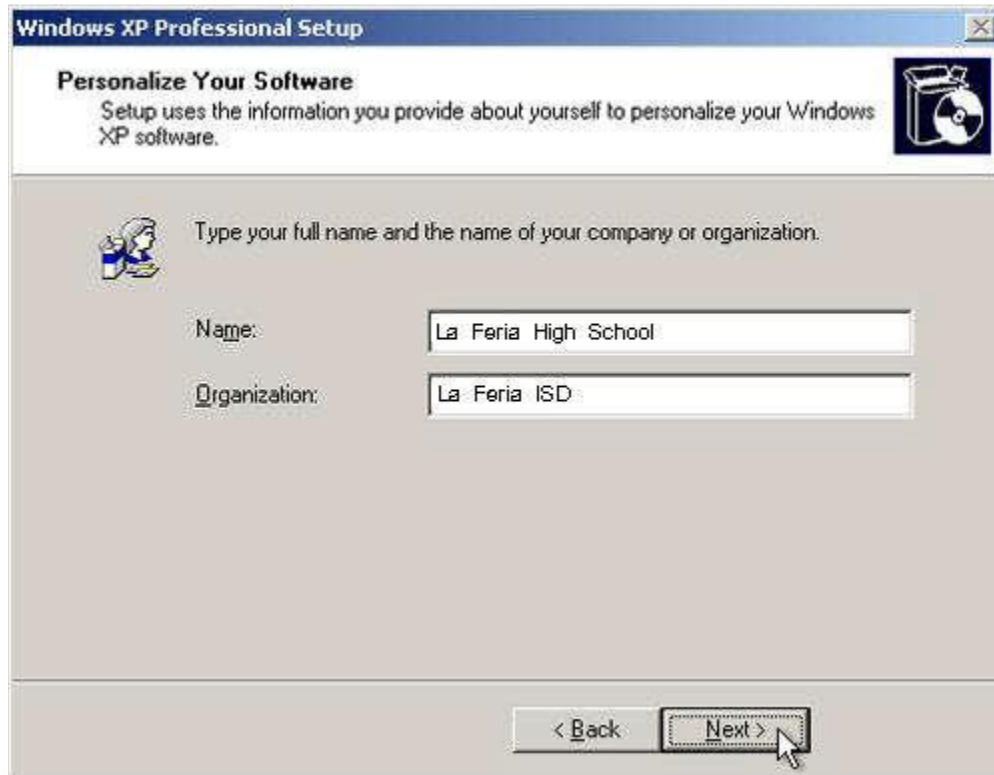 Windows XP Professional Setup
Personalize Your Software
Setup uses the information you provide about yourself to personalize your Windows
XP software.
Type your full name and the name of your company or organization.
Name:
La Feria High School
Organization:
La Feria ISD
< Back
Next >